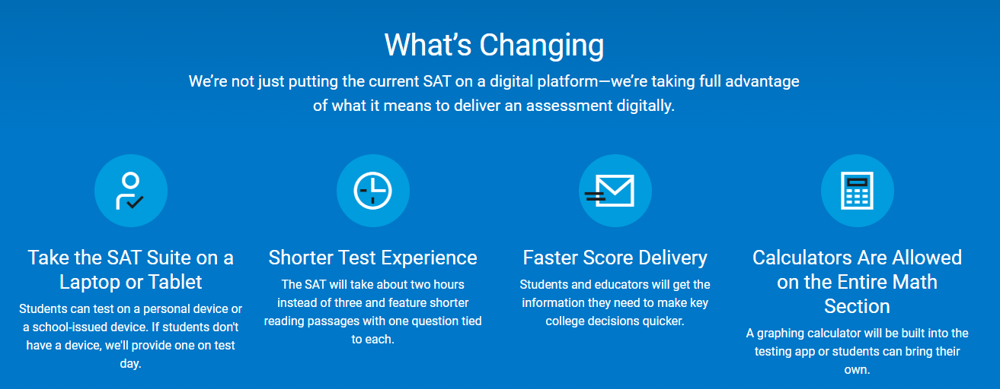 What’s Changing
We’re not just putting the current SAT on a digital platform—we’re taking full advantage
of what it means to deliver an assessment digitally.
Take the SAT Suite on a
Laptop or Tablet
Students can test on a personal device or
a school-issued device. If students don't
have a device, we'll provide one on test
day.
Shorter Test Experience
The SAT will take about two hours
instead of three and feature shorter
reading passages with one question tied
to each.
Faster Score Delivery
Students and educators will get the
information they need to make key
college decisions quicker.
Calculators Are Allowed
on the Entire Math
Section
A graphing calculator will be built into the
testing app or students can bring their
own.